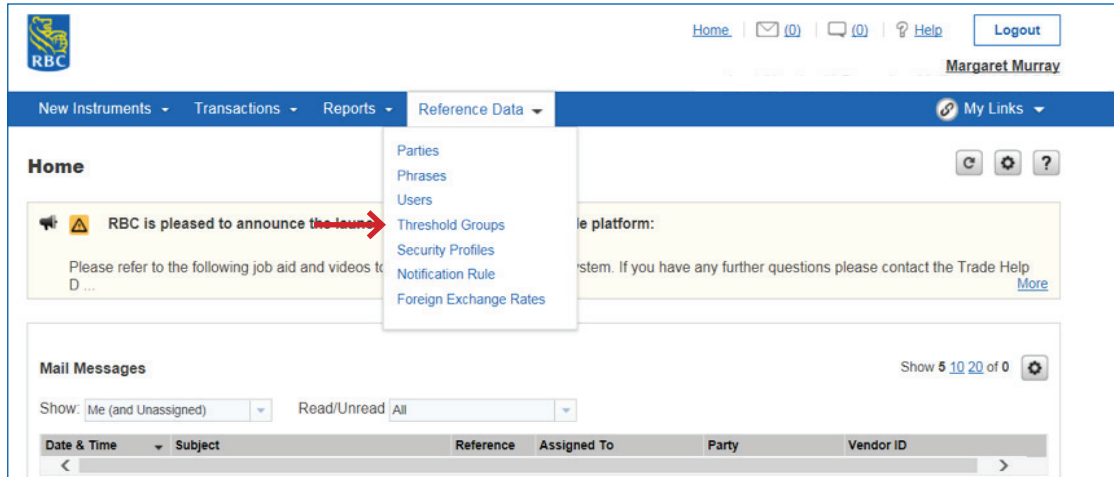 Home (0) (0) Help Logout
RBC
Margaret Murray
New Instruments Transactions Reports Reference Data My Links
Parties
Home
Phrases
Users
RBC is pleased to announce the Threshold Groups le platform:
Security Profiles
Please refer to the following job aid and videos to Notification Rule stem. If you have any further questions please contact the Trade Help
D ... More
Foreign Exchange Rates
Mail Messages Show 5 10 20 of 0
Show: Me (and Unassigned) Read/Unread All
Date & Time Subject Reference Assigned To Party Vendor ID